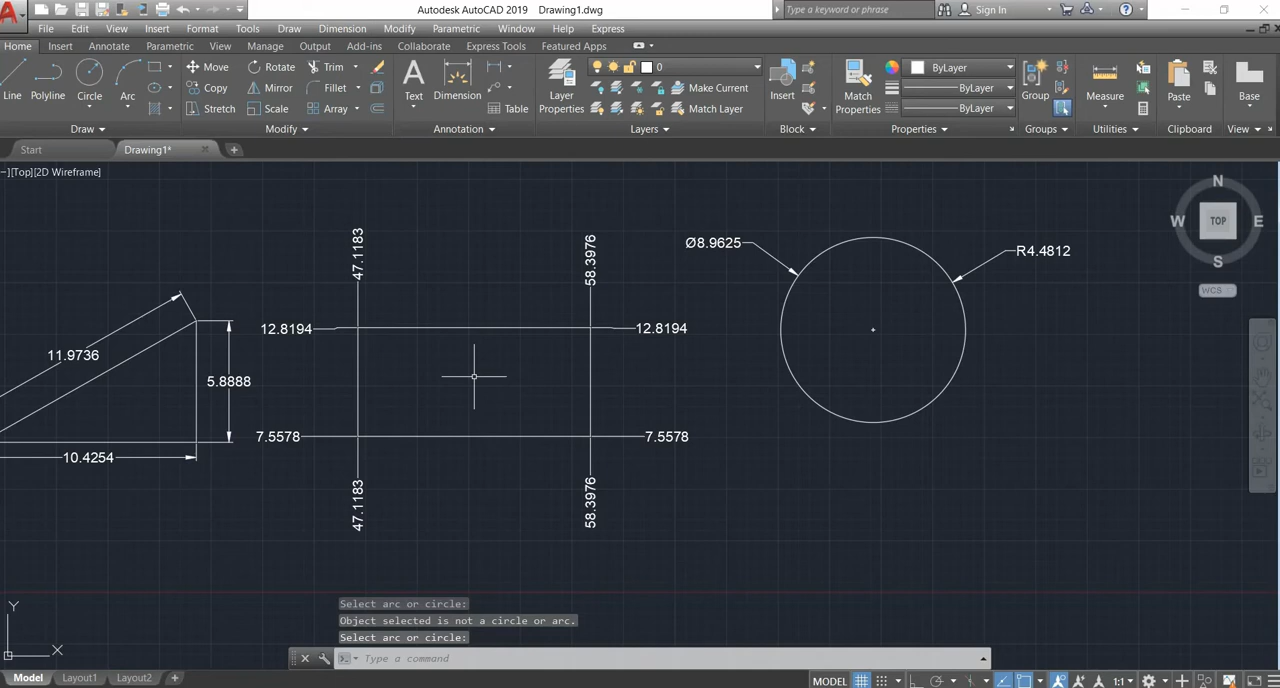 Autodesk AutoCAD 2019 Drawing1.dwg
Type a keyword or phrase
Sign In
File Edit View Insert Format Tools Draw Dimension Modify Parametric Window Help Express
Home Insert Annotate Parametric View Manage Output Add-ins Collaborate Express Tools Featured Apps
Line
Polyline
Circle
Arc
Draw
Move
Rotate
Trim
Copy
Mirror
Fillet
Stretch
Scale
Array
Modify
Text
Dimension
Table
Annotation
Layer
Properties
0
Make Current
Match Layer
Layers
Insert
Block
Match
Properties
ByLayer
ByLayer
ByLayer
Properties
Group
Groups
Measure
Utilities
Paste
Clipboard
Base
View
Start
Drawing1*
–][Top][2D Wireframe]
N
W
TOP
E
S
WCS
47.1183
58.3976
Ø8.9625
R4.4812
12.8194
12.8194
11.9736
5.8888
7.5578
7.5578
10.4254
47.1183
58.3976
Y
X
Select arc or circle:
Object selected is not a circle or arc.
Select arc or circle:
Type a command
Model
Layout1
Layout2
MODEL
1:1